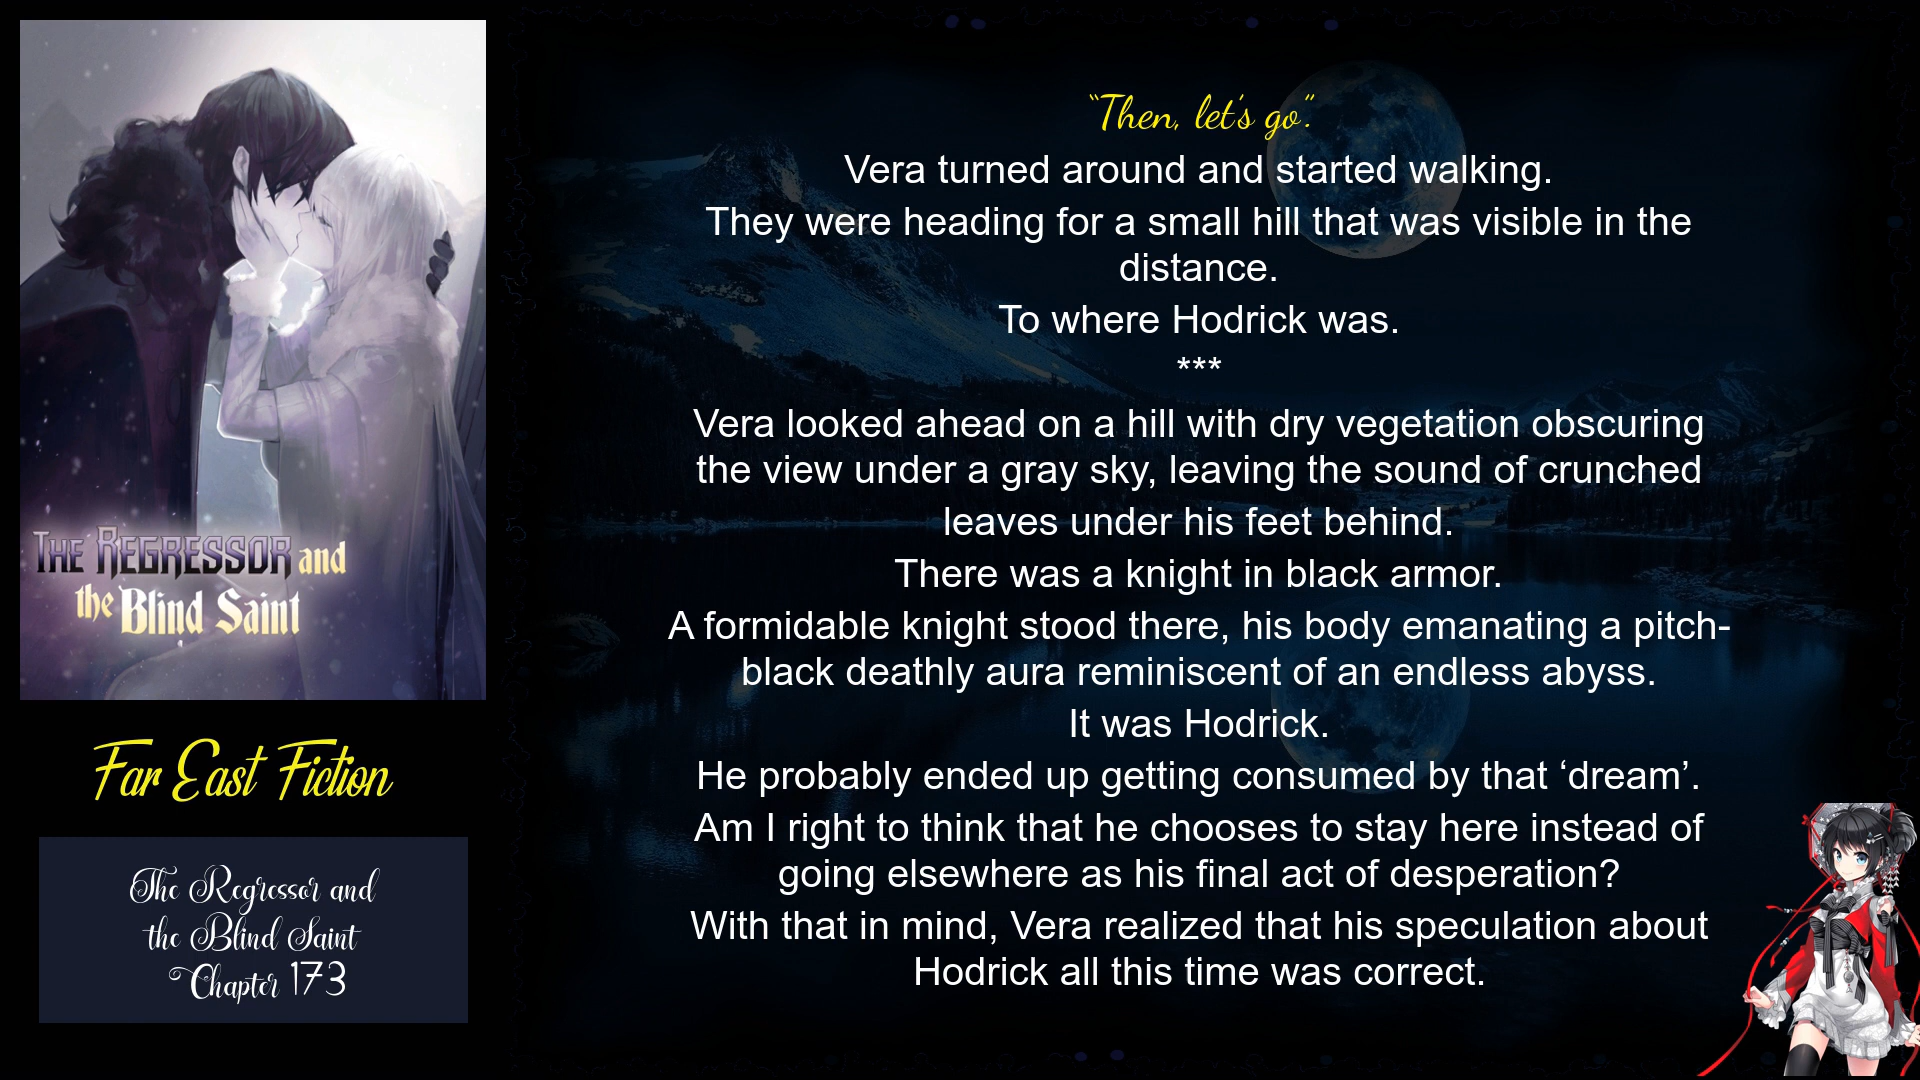 THE REGRESSOR and
the Blind Saint
Far East Fiction
The Regressor and
the Blind Saint
Chapter 173
“Then, let’s go”.
Vera turned around and started walking.
They were heading for a small hill that was visible in the
distance.
To where Hodrick was.
***
Vera looked ahead on a hill with dry vegetation obscuring
the view under a gray sky, leaving the sound of crunched
leaves under his feet behind.
There was a knight in black armor.
A formidable knight stood there, his body emanating a pitch-
black deathly aura reminiscent of an endless abyss.
It was Hodrick.
He probably ended up getting consumed by that ‘dream’.
Am I right to think that he chooses to stay here instead of
going elsewhere as his final act of desperation?
With that in mind, Vera realized that his speculation about
Hodrick all this time was correct.